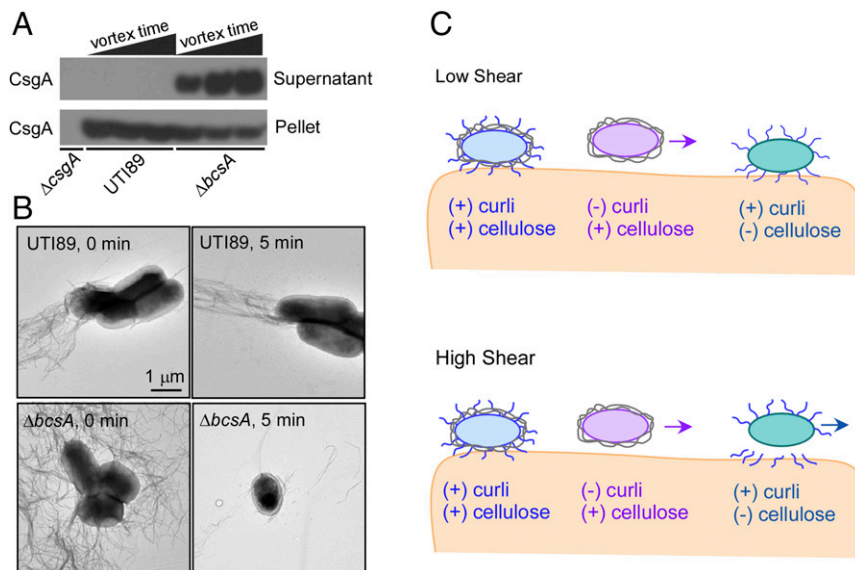 A
vortex time vortex time
CsgA Supernatant
CsgA Pellet
ΔcsgA
UTI89
ΔbcsA
B
UTI89, 0 min
UTI89, 5 min
1 μm
ΔbcsA, 0 min
ΔbcsA, 5 min
C
Low Shear
(+) curli
(+) cellulose
(-) curli
(+) cellulose
(+) curli
(-) cellulose
High Shear
(+) curli
(+) cellulose
(-) curli
(+) cellulose
(+) curli
(-) cellulose